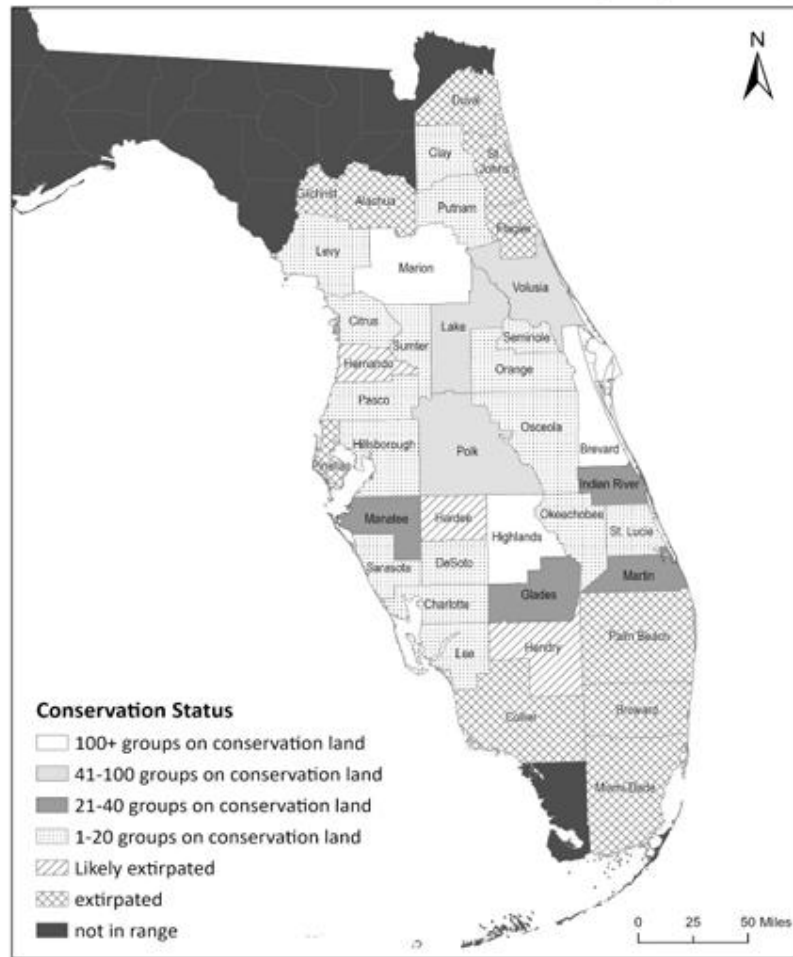 N
Duval
Clay
St.
Johns
Gilchrist
Alachua
Putnam
Flagler
Levy
Marion
Volusia
Citrus
Lake
Sumter
Seminole
Hernando
Orange
Pasco
Osceola
Hillsborough
Polk
Brevard
Pinellas
Indian River
Manatee
Hardee
Okeechobee
Highlands
St. Lucie
Sarasota
DeSoto
Martin
Glades
Charlotte
Lee
Hendry
Palm Beach
Collier
Broward
Miami-Dade
Conservation Status
100+ groups on conservation land
41-100 groups on conservation land
21-40 groups on conservation land
1-20 groups on conservation land
Likely extirpated
extirpated
not in range
0 25 50 Miles